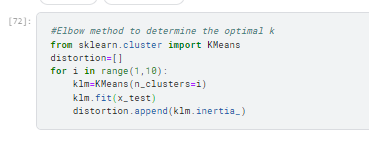 [72]:
#Elbow method to determine the optimal k
from sklearn.cluster import KMeans
distortion=[]
for i in range(1,10):
    klm=KMeans(n_clusters=i)
    klm.fit(x_test)
    distortion.append(klm.inertia_)